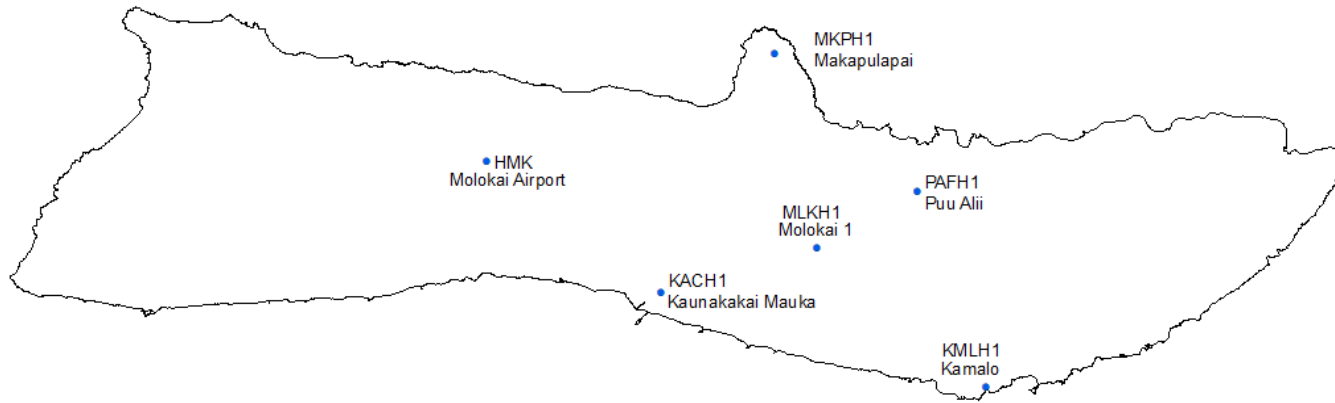 MKPH1
Makapulapai
HMK
Molokai Airport
PAFH1
Puu Alii
MLKH1
Molokai 1
KACH1
Kaunakakai Mauka
KMLH1
Kamalo